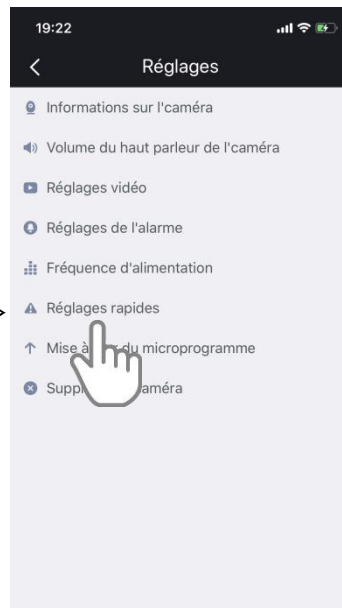 19:22
Réglages
Informations sur l'caméra
Volume du haut parleur de l'caméra
Réglages vidéo
Réglages de l'alarme
Fréquence d'alimentation
Réglages rapides
Mise à du microprogramme
caméra